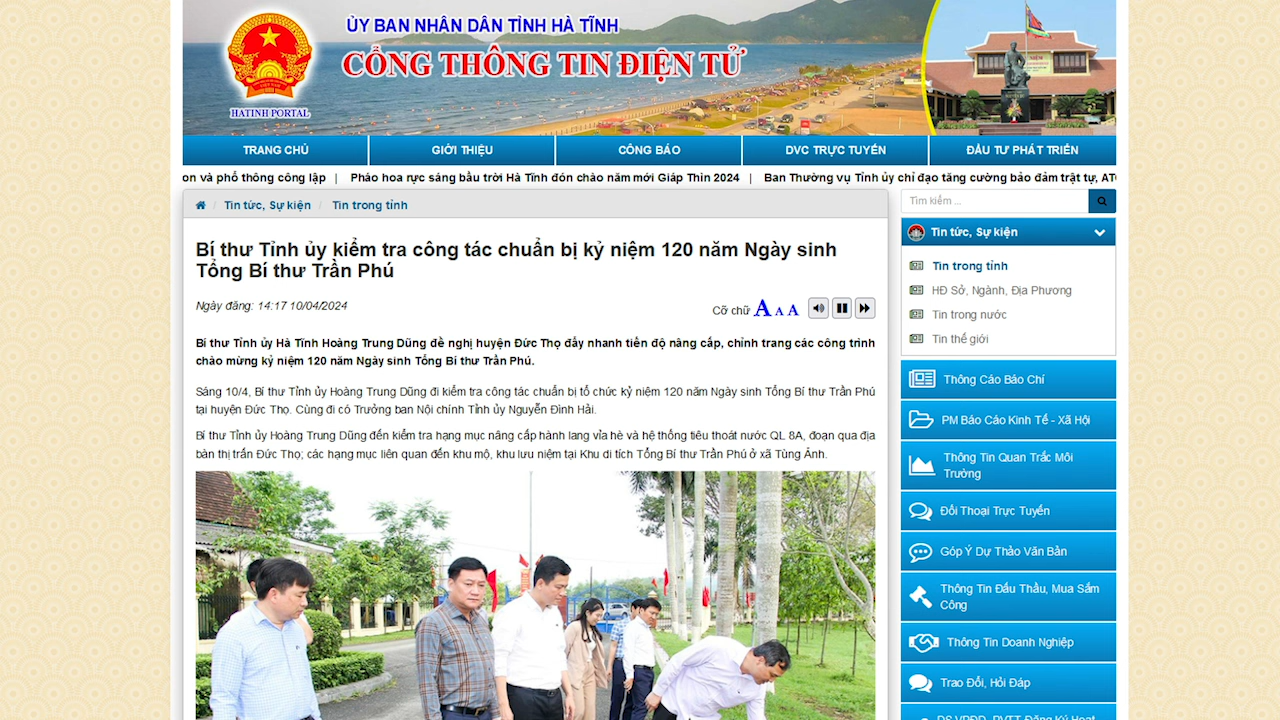 ỦY BAN NHÂN DÂN TỈNH HÀ TĨNH
CỔNG THÔNG TIN ĐIỆN TỬ
HATINH PORTAL
TRANG CHỦ
GIỚI THIỆU
CÔNG BÁO
DVC TRỰC TUYẾN
ĐẦU TƯ PHÁT TRIỂN
on và phổ thông công lập | Pháo hoa rực sáng bầu trời Hà Tĩnh đón chào năm mới Giáp Thìn 2024 | Ban Thường vụ Tỉnh ủy chỉ đạo tăng cường bảo đảm trật tự, ATG
Tin tức, Sự kiện / Tin trong tỉnh
Bí thư Tỉnh ủy kiểm tra công tác chuẩn bị kỷ niệm 120 năm Ngày sinh
Tổng Bí thư Trần Phú
Ngày đăng: 14:17 10/04/2024
Cỡ chữ A A A
Bí thư Tỉnh ủy Hà Tĩnh Hoàng Trung Dũng đề nghị huyện Đức Thọ đẩy nhanh tiến độ nâng cấp, chỉnh trang các công trình
chào mừng kỷ niệm 120 năm Ngày sinh Tổng Bí thư Trần Phú.
Sáng 10/4, Bí thư Tỉnh ủy Hoàng Trung Dũng đi kiểm tra công tác chuẩn bị tổ chức kỷ niệm 120 năm Ngày sinh Tổng Bí thư Trần Phú
tại huyện Đức Thọ. Cùng đi có Trưởng ban Nội chính Tỉnh ủy Nguyễn Đình Hải.
Bí thư Tỉnh ủy Hoàng Trung Dũng đến kiểm tra hạng mục nâng cấp hành lang vỉa hè và hệ thống tiêu thoát nước QL 8A, đoạn qua địa
bàn thị trấn Đức Thọ; các hạng mục liên quan đến khu mộ, khu lưu niệm tại Khu di tích Tổng Bí thư Trần Phú ở xã Tùng Ảnh.
Tìm kiếm ...
Tin tức, Sự kiện
Tin trong tỉnh
HĐ Sở, Ngành, Địa Phương
Tin trong nước
Tin thế giới
Thông Cáo Báo Chí
PM Báo Cáo Kinh Tế - Xã Hội
Thông Tin Quan Trắc Môi
Trường
Đối Thoại Trực Tuyến
Góp Ý Dự Thảo Văn Bản
Thông Tin Đấu Thầu, Mua Sắm
Công
Thông Tin Doanh Nghiệp
Trao Đổi, Hỏi Đáp
DS VPĐD, PVTT Đăng Ký Hoạt